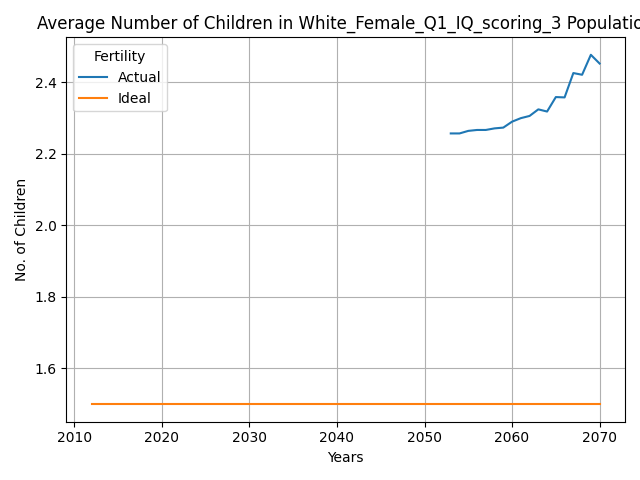 Average Number of Children in White_Female_Q1_IQ_scoring_3 Populatio
Fertility
Actual
Ideal
2.4
2.2
2.0
1.8
1.6
No. of Children
2010
2020
2030
2040
2050
2060
2070
Years